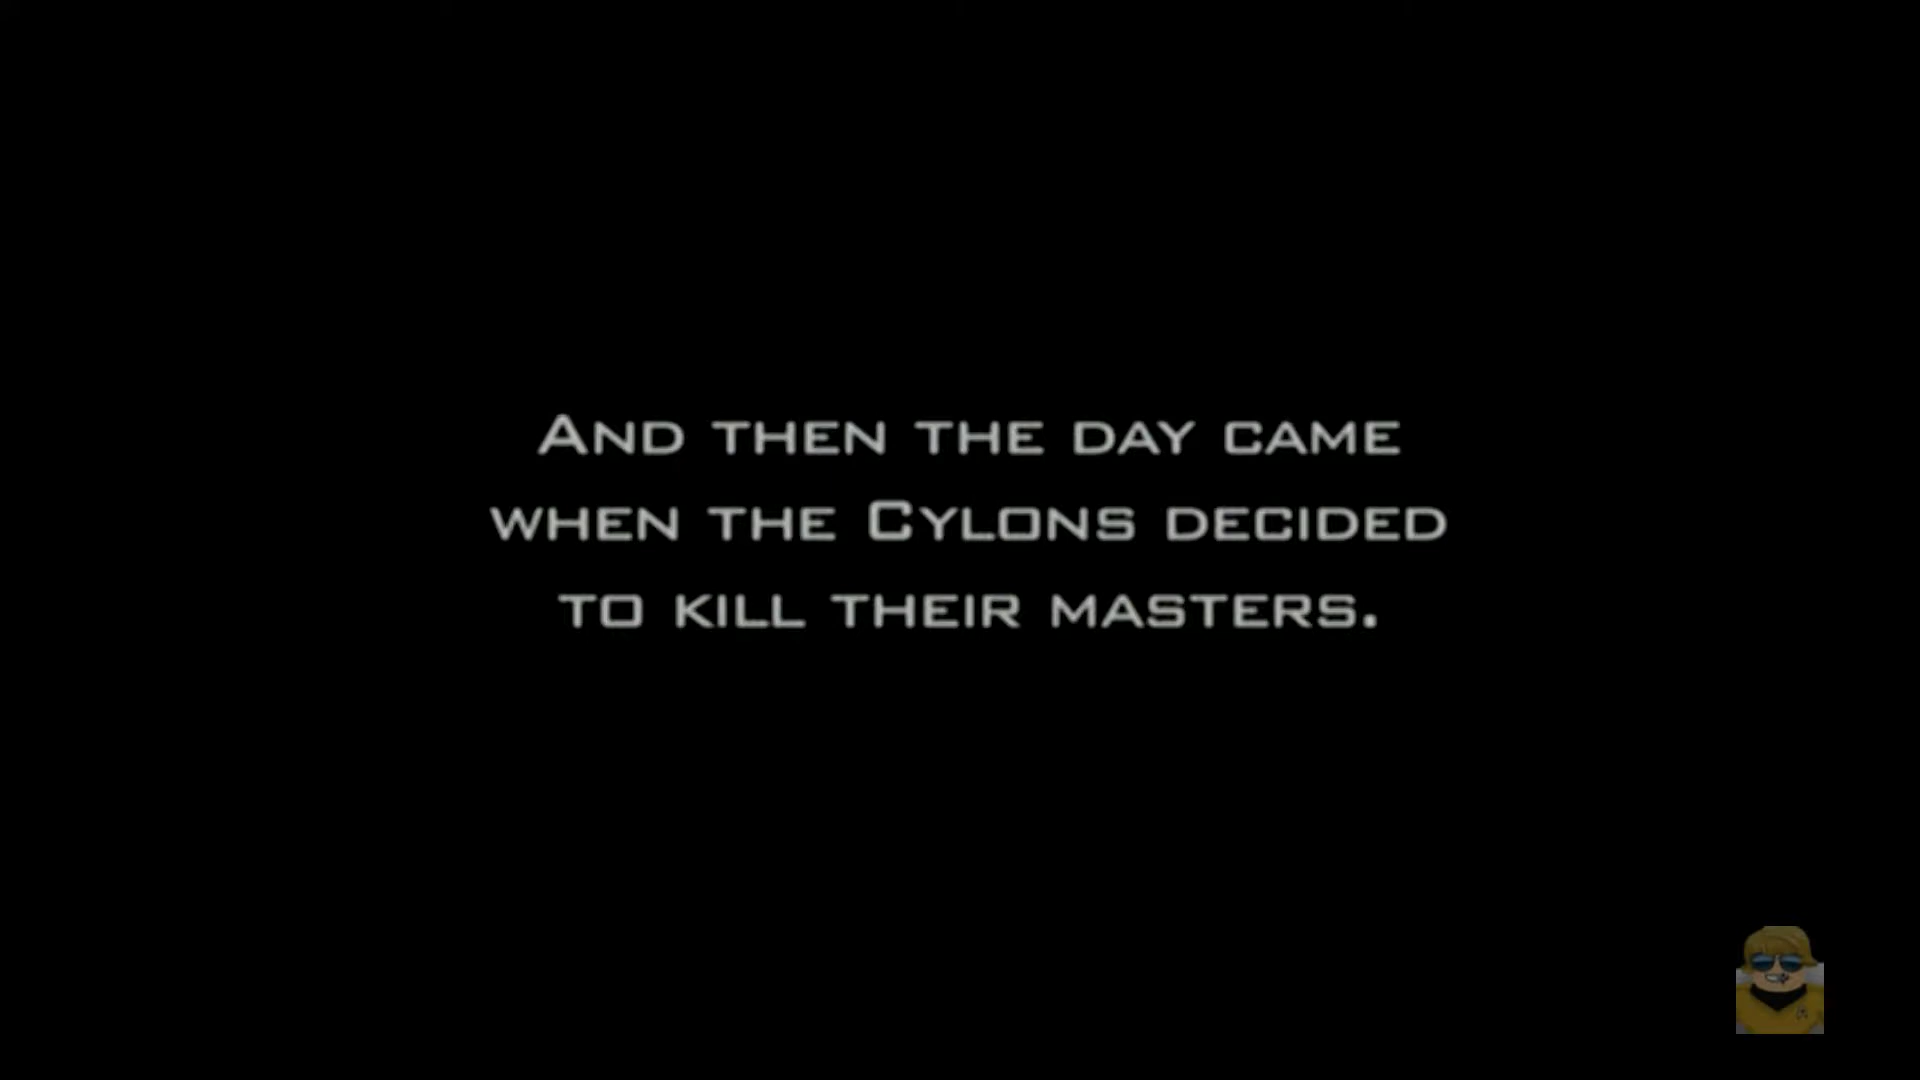 And then the day came
when the Cylons decided
to kill their masters.